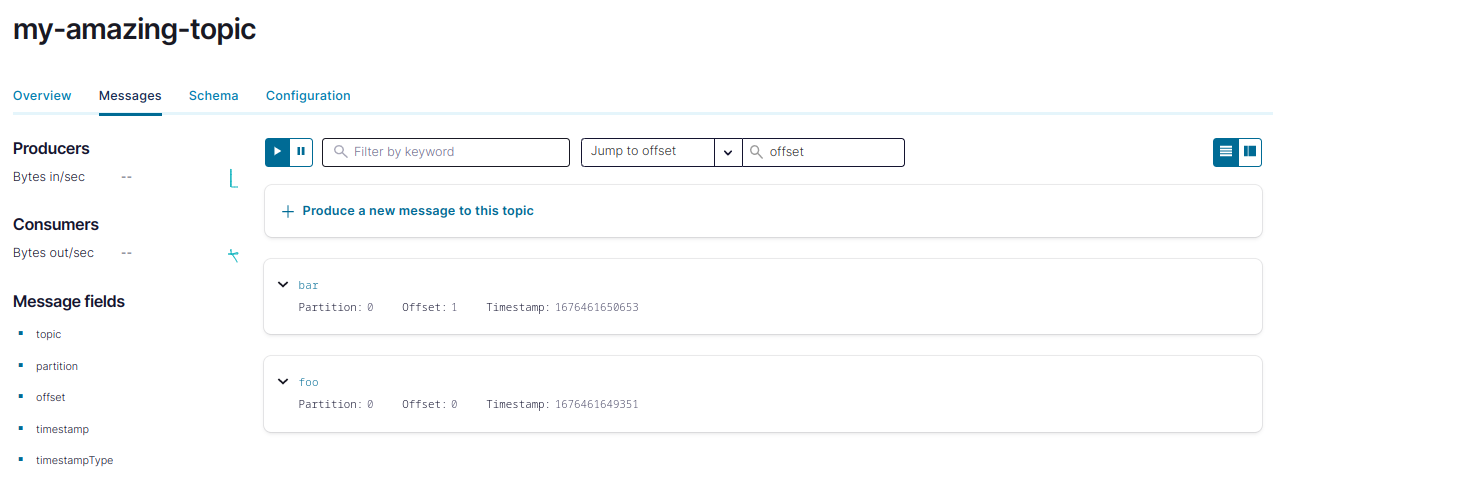 my-amazing-topic
Overview Messages Schema Configuration
Producers
Bytes in/sec --
Consumers
Bytes out/sec --
Message fields
topic
partition
offset
timestamp
timestampType
Filter by keyword Jump to offset offset
Produce a new message to this topic
bar
Partition: 0 Offset: 1 Timestamp: 1676461650653
foo
Partition: 0 Offset: 0 Timestamp: 1676461649351